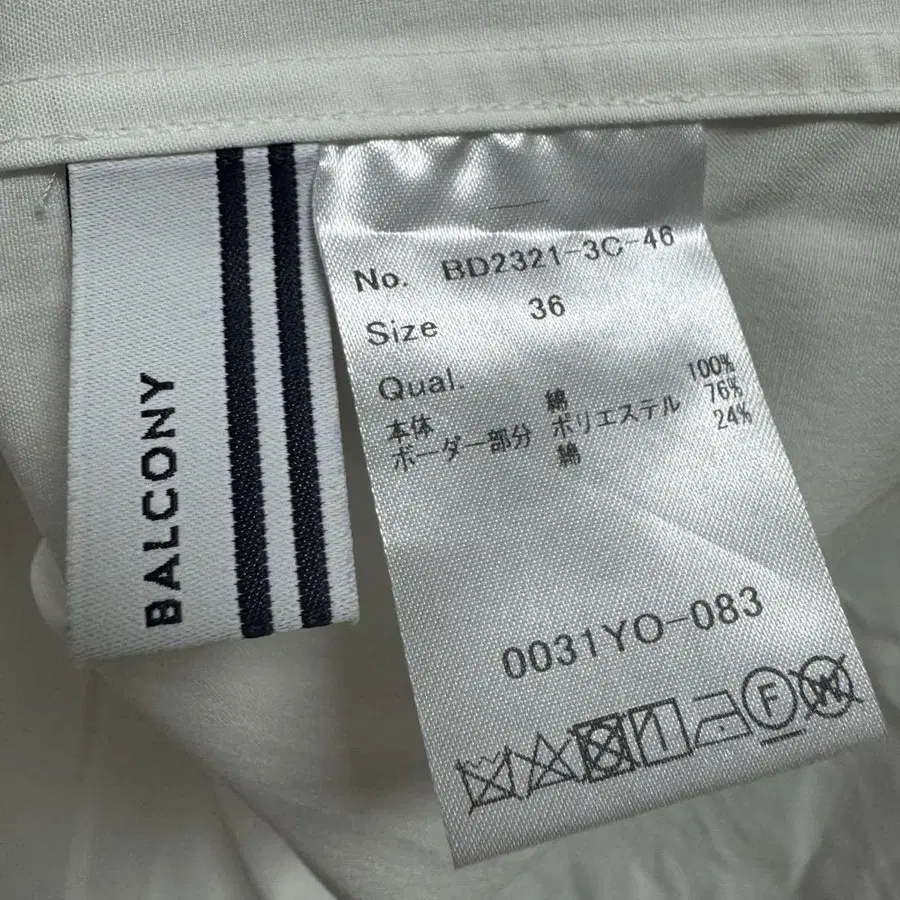 BALCONY
No. BD2321-3C-46
Size 36
Qual.
本体 綿 100%
ボーダー部分 ポリエステル 76%
綿 24%
0031YO-083
F
W